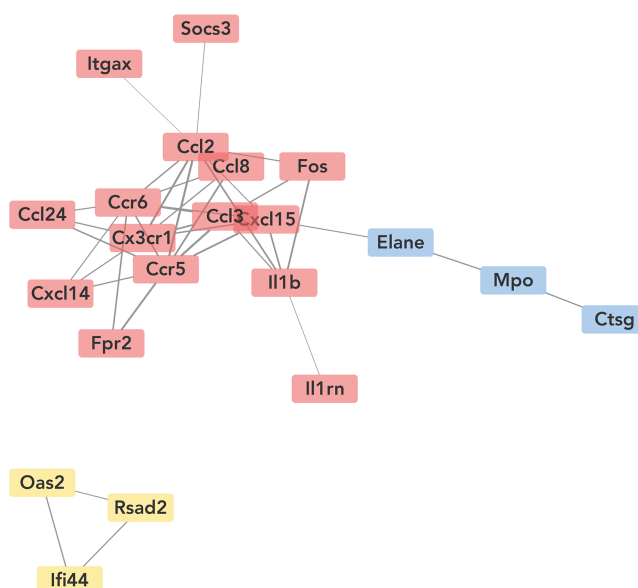 Socs3
Itgax
Ccl2
Ccl8
Fos
Ccr6
Ccl24
Ccl3
Cxcl15
Cx3cr1
Elane
Ccr5
Il1b
Mpo
Cxcl14
Ctsg
Fpr2
Il1rn
Oas2
Rsad2
Ifi44